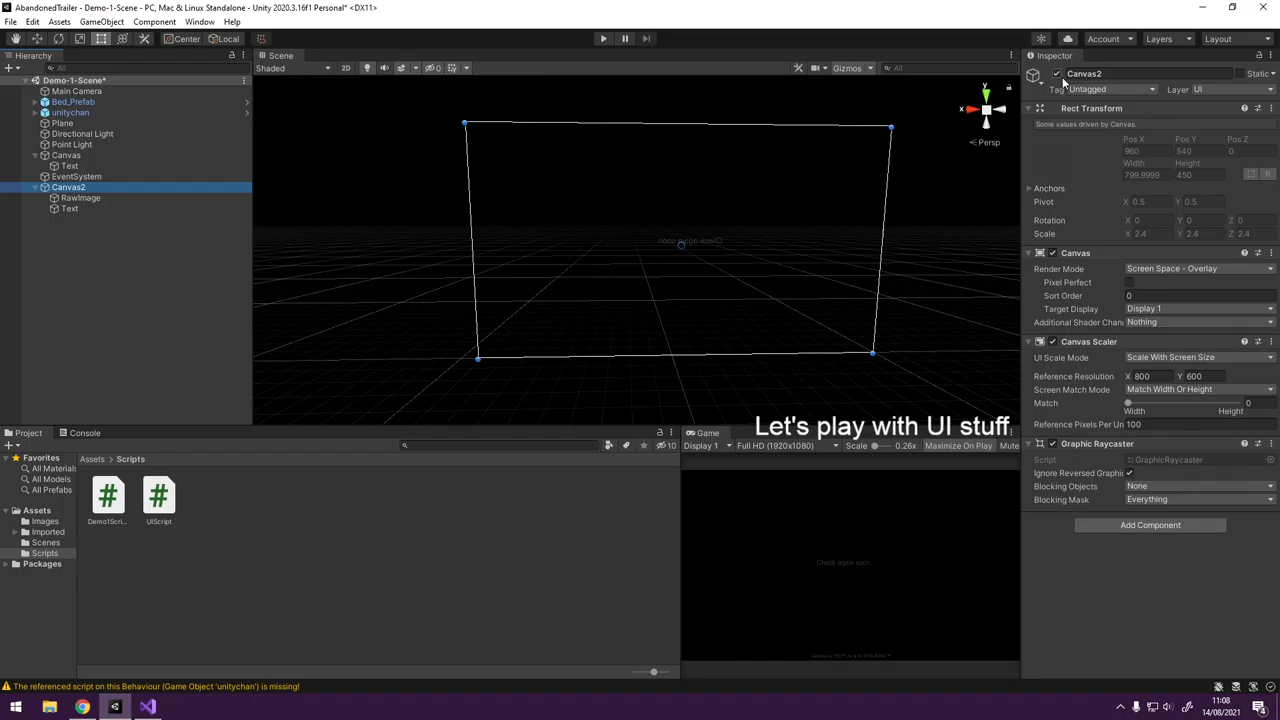 AbandonedTrailer - Demo-1-Scene - PC, Mac & Linux Standalone - Unity 2020.3.16f1 Personal* <DX11>
File Edit Assets GameObject Component Window Help
Center Local Account Layers Layout
Hierarchy
All
Demo-1-Scene*
Main Camera
Bed_Prefab
unitychan
Plane
Directional Light
Point Light
Canvas
Text
EventSystem
Canvas2
RawImage
Text
Scene
Shaded 2D 0 Gizmos All
y
x
Persp
Let's play with UI stuff
Inspector
Canvas2 Static
Tag Untagged Layer UI
Rect Transform
Some values driven by Canvas.
Pos X Pos Y Pos Z
960 540 0
Width Height
799.9999 450 R
Anchors
Pivot X 0.5 Y 0.5
Rotation X 0 Y 0 Z 0
Scale X 2.4 Y 2.4 Z 2.4
Canvas
Render Mode Screen Space - Overlay
Pixel Perfect
Sort Order 0
Target Display Display 1
Additional Shader Chan Nothing
Canvas Scaler
UI Scale Mode Scale With Screen Size
Reference Resolution X 800 Y 600
Screen Match Mode Match Width Or Height
Match 0
Width Height
Reference Pixels Per Un 100
Graphic Raycaster
Script GraphicRaycaster
Ignore Reversed Graphic
Blocking Objects None
Blocking Mask Everything
Add Component
Project Console
10
Favorites
All Materials
All Models
All Prefabs
Assets
Images
Imported
Scenes
Scripts
Packages
Assets > Scripts
Demo1Scri...
UIScript
Game
Display 1 Full HD (1920x1080) Scale 0.26x Maximize On Play Mute
Check again soon.
The referenced script on this Behaviour (Game Object 'unitychan') is missing!
11:08
14/08/2021